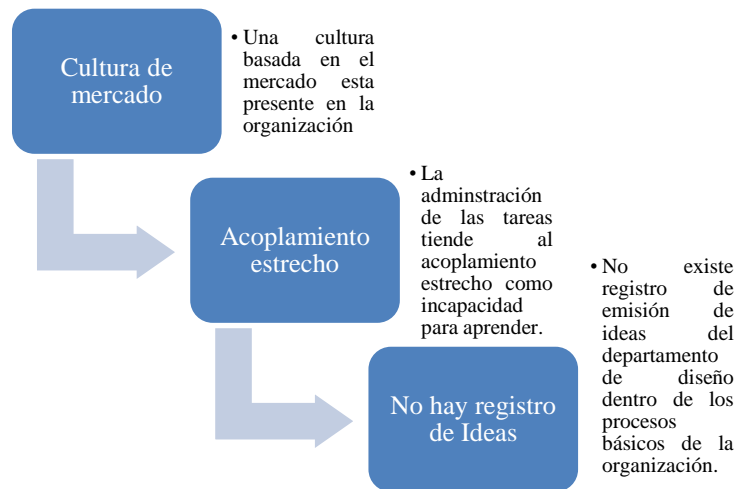 Cultura de
mercado
• Una cultura
basada en el
mercado esta
presente en la
organización
Acoplamiento
estrecho
• La
adminstración
de las tareas
tiende al
acoplamiento
estrecho como
incapacidad
para aprender.
No hay registro
de Ideas
• No existe
registro de
emisión de
ideas del
departamento
de diseño
dentro de los
procesos
básicos de la
organización.